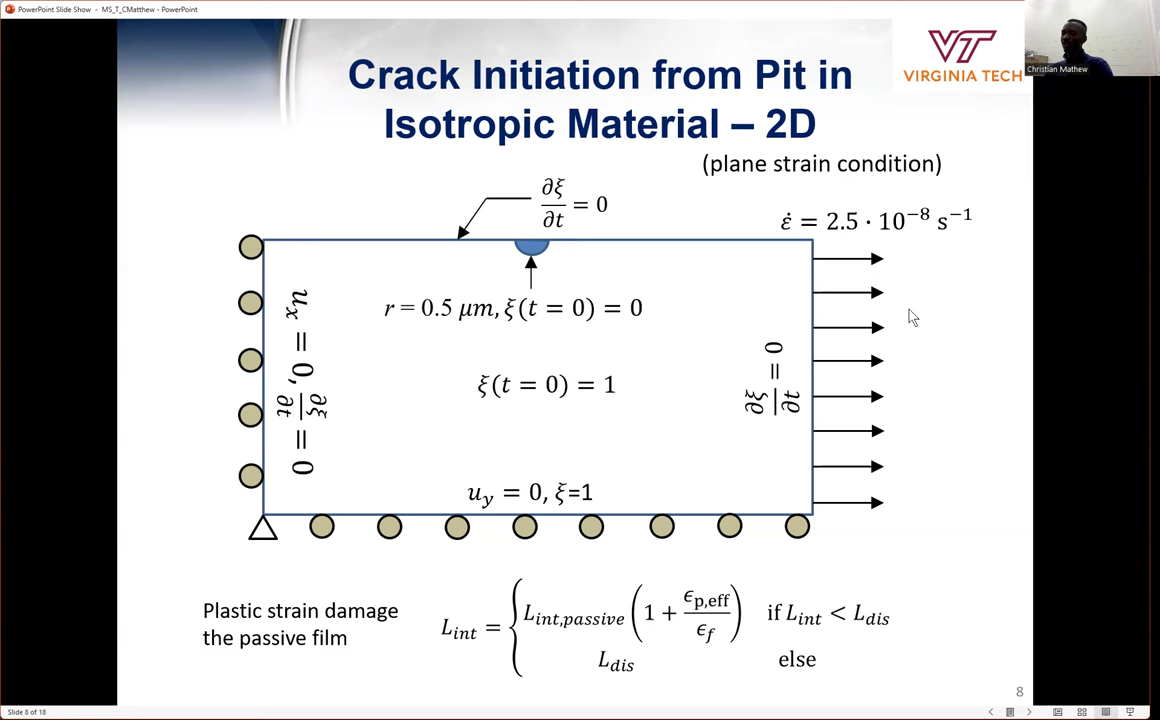 PowerPoint Slide Show - MS_T_CMatthew - PowerPoint
VT
VIRGINIA TECH
Christian Mathew
Crack Initiation from Pit in
Isotropic Material – 2D
(plane strain condition)
∂ξ/∂t = 0
ε̇ = 2.5 · 10⁻⁸ s⁻¹
r = 0.5 μm, ξ(t = 0) = 0
uₓ = 0, ∂ξ/∂t = 0
ξ(t = 0) = 1
∂ξ/∂t = 0
u_y = 0, ξ=1
Plastic strain damage
the passive film
L_int = { L_int,passive (1 + ϵ_p,eff/ϵ_f) if L_int < L_dis
L_dis else
8
Slide 8 of 18